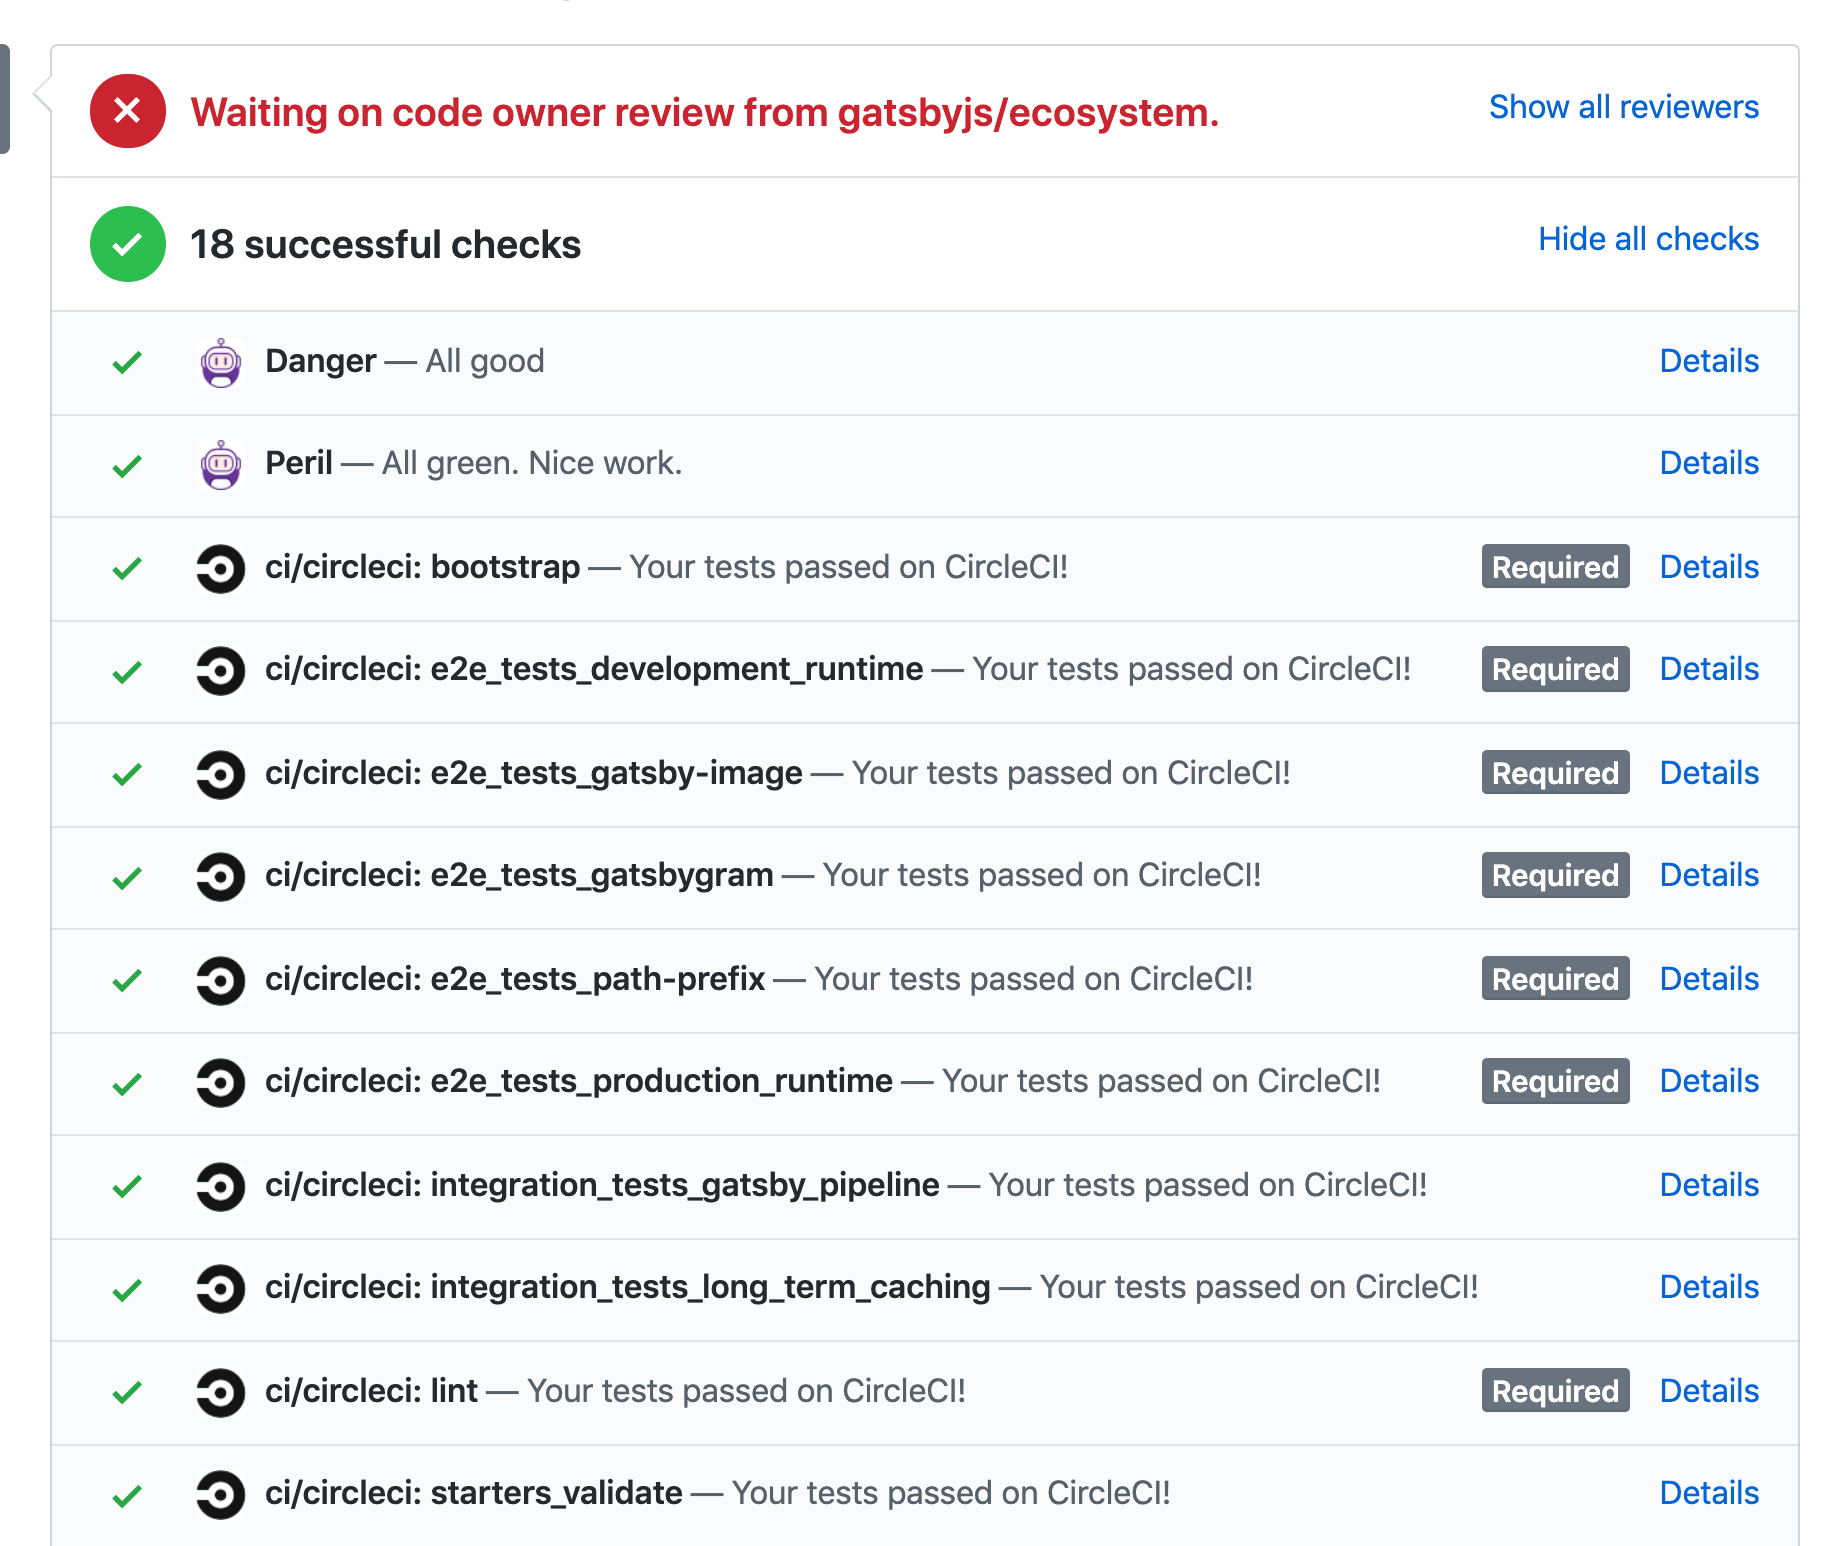 Waiting on code owner review from gatsbyjs/ecosystem. Show all reviewers
18 successful checks Hide all checks
Danger — All good Details
Peril — All green. Nice work. Details
ci/circleci: bootstrap — Your tests passed on CircleCI! Required Details
ci/circleci: e2e_tests_development_runtime — Your tests passed on CircleCI! Required Details
ci/circleci: e2e_tests_gatsby-image — Your tests passed on CircleCI! Required Details
ci/circleci: e2e_tests_gatsbygram — Your tests passed on CircleCI! Required Details
ci/circleci: e2e_tests_path-prefix — Your tests passed on CircleCI! Required Details
ci/circleci: e2e_tests_production_runtime — Your tests passed on CircleCI! Required Details
ci/circleci: integration_tests_gatsby_pipeline — Your tests passed on CircleCI! Details
ci/circleci: integration_tests_long_term_caching — Your tests passed on CircleCI! Details
ci/circleci: lint — Your tests passed on CircleCI! Required Details
ci/circleci: starters_validate — Your tests passed on CircleCI! Details